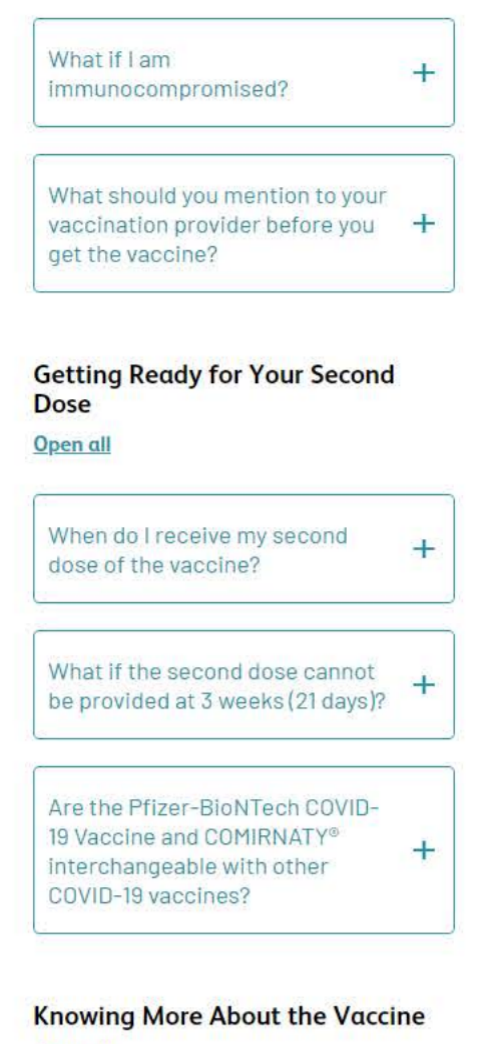 What if I am
immunocompromised?
What should you mention to your
vaccination provider before you
get the vaccine?
Getting Ready for Your Second
Dose
Open all
When do I receive my second
dose of the vaccine?
What if the second dose cannot
be provided at 3 weeks (21 days)?
Are the Pfizer-BioNTech COVID-
19 Vaccine and COMIRNATY®
interchangeable with other
COVID-19 vaccines?
Knowing More About the Vaccine